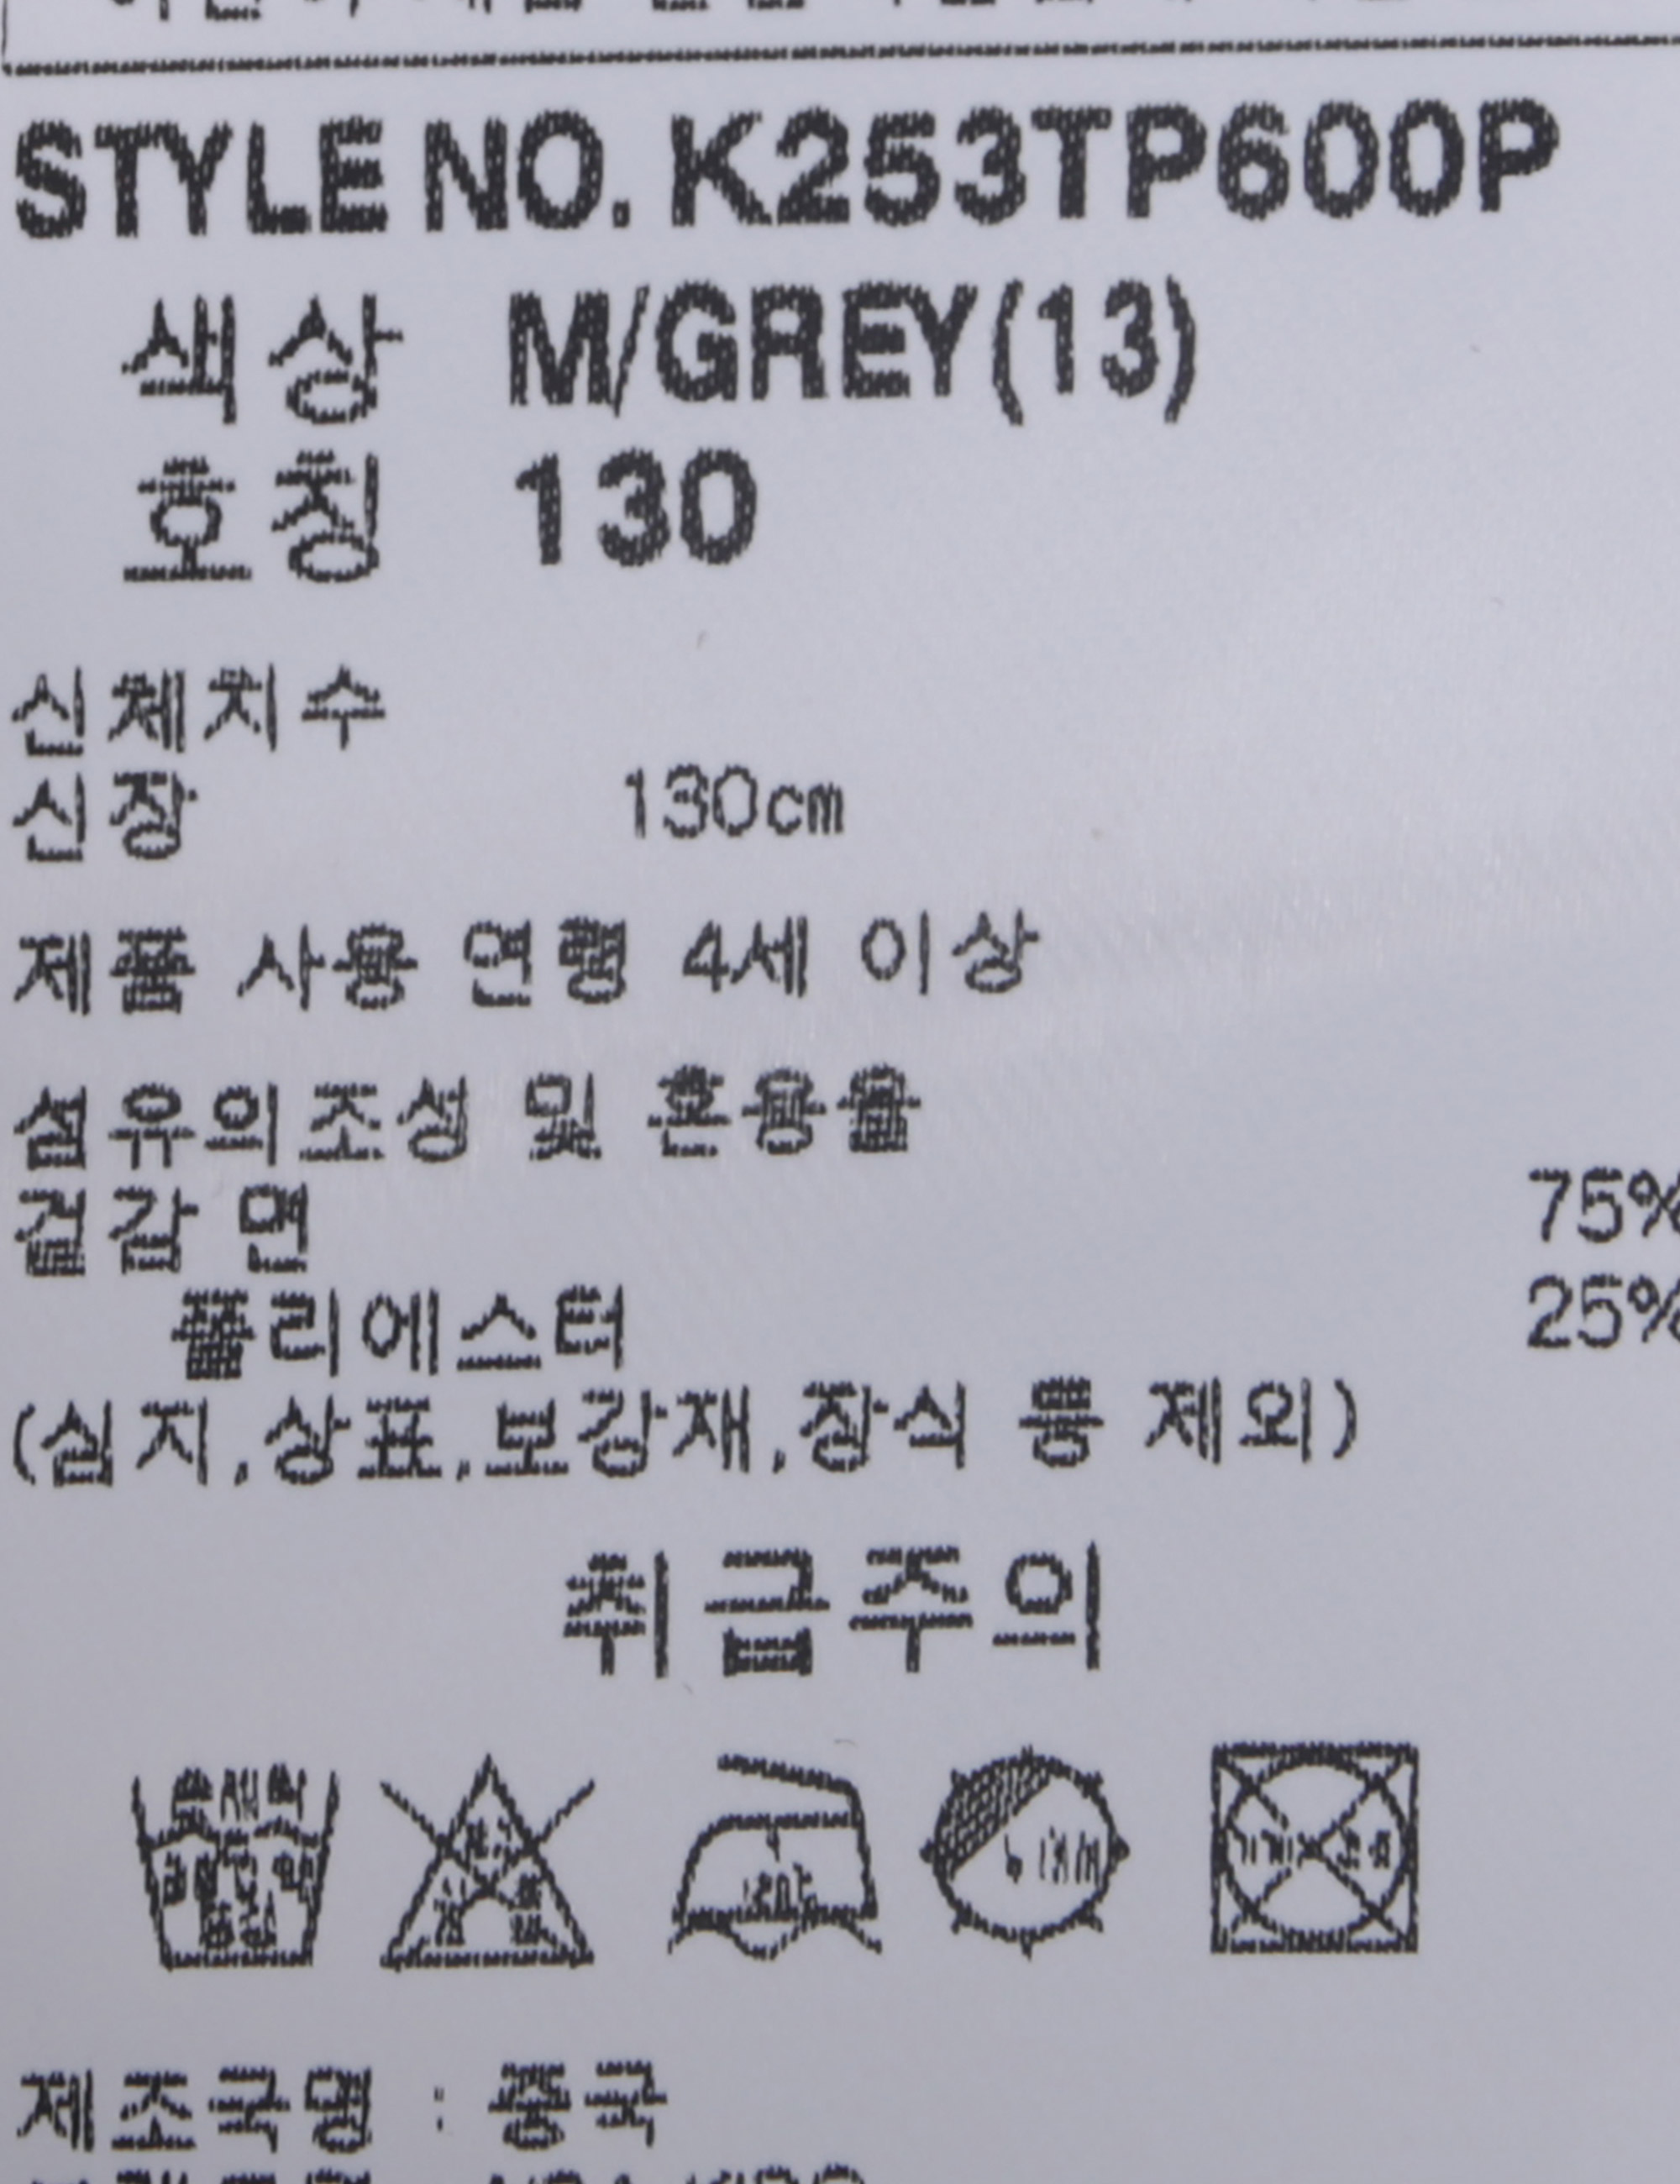 STYLE NO. K253TP600P
색상 M/GREY(13)
호칭 130
신체치수
신장 130cm
제품 사용 연령 4세 이상
섬유의조성 및 혼용율
겉감 면 75%
폴리에스터 25%
(심지,상표,보강재,장식 등 제외)
취급주의
제조국명 : 중국